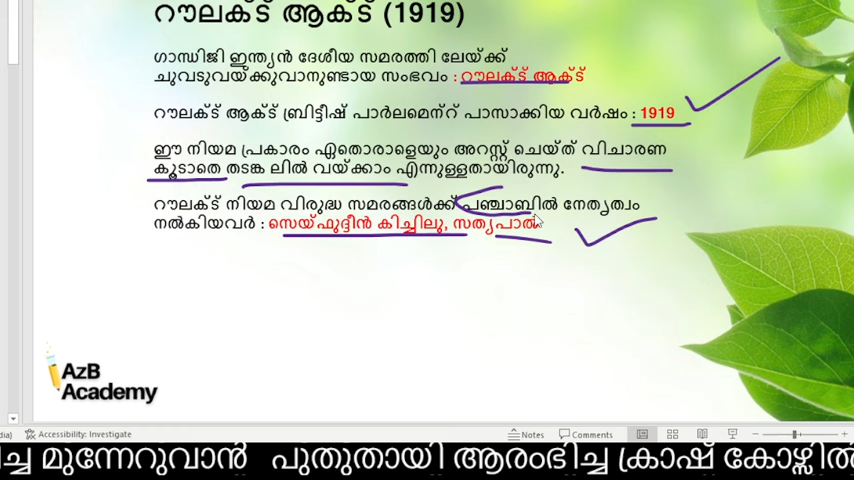 റൗലക്ട് ആക്ട് (1919)
ഗാന്ധിജി ഇന്ത്യൻ ദേശീയ സമരത്തി ലേയ്ക്ക്
ചുവടുവയ്ക്കുവാനുണ്ടായ സംഭവം : റൗലക്ട് ആക്ട്
റൗലക്ട് ആക്ട് ബ്രിട്ടീഷ് പാർലമെന്റ് പാസാക്കിയ വർഷം : 1919
ഈ നിയമ പ്രകാരം ഏതൊരാളെയും അറസ്റ്റ് ചെയ്ത് വിചാരണ
കൂടാതെ തടങ്ക ലിൽ വയ്ക്കാം എന്നുള്ളതായിരുന്നു.
റൗലക്ട് നിയമ വിരുദ്ധ സമരങ്ങൾക്ക് പഞ്ചാബിൽ നേതൃത്വം
നൽകിയവർ : സെയ്ഫുദ്ദീൻ കിച്ചിലു, സത്യപാൽ
AzB
Academy
Accessibility: Investigate
Notes
Comments
മുന്നേറുവാൻ പുതുതായി ആരംഭിച്ച ക്രാഷ് കോഴ്സിൽ